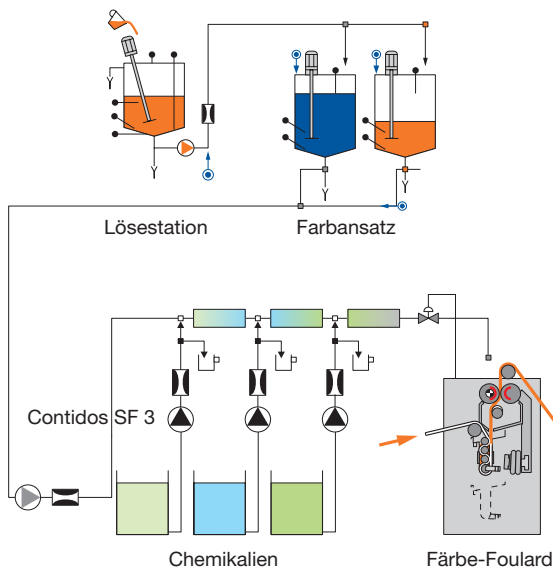 Lösestation
Farbansatz
Contidos SF 3
Chemikalien
Färbe-Foulard